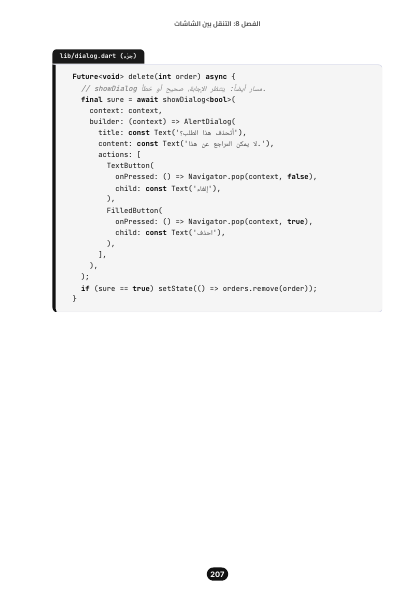 الفصل 8: التنقل بين الشاشات
lib/dialog.dart (جزء)
Future<void> delete(int order) async {
// showDialog مسار أيضاً: ينتظر الإجابة، صحيح أو خطأ.
final sure = await showDialog<bool>(
context: context,
builder: (context) => AlertDialog(
title: const Text('أتحذف هذا الطلب؟'),
content: const Text('لا يمكن التراجع عن هذا.'),
actions: [
TextButton(
onPressed: () => Navigator.pop(context, false),
child: const Text('إلغاء'),
),
FilledButton(
onPressed: () => Navigator.pop(context, true),
child: const Text('احذف'),
),
],
),
);
if (sure == true) setState(() => orders.remove(order));
}
207